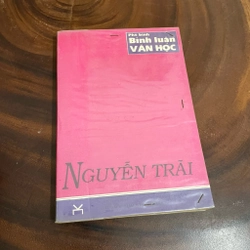 Phê bình
Bình luận
VĂN HỌC
NGUYỄN TRÃI